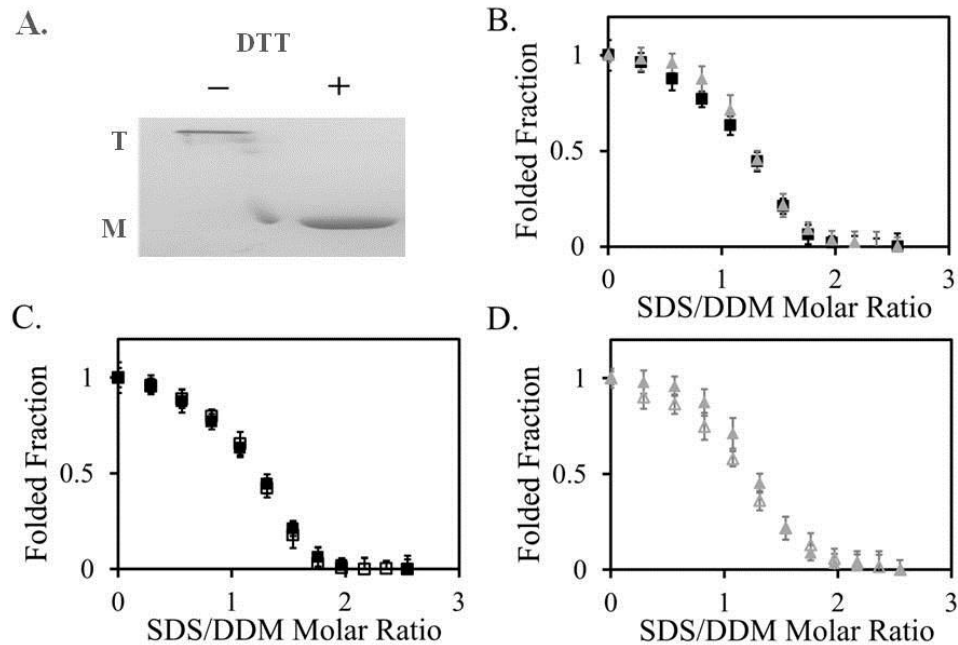 A.
DTT
− +
T
M
B.
Folded Fraction
1
0.5
0
0 1 2 3
SDS/DDM Molar Ratio
C.
Folded Fraction
1
0.5
0
0 1 2 3
SDS/DDM Molar Ratio
D.
Folded Fraction
1
0.5
0
0 1 2 3
SDS/DDM Molar Ratio